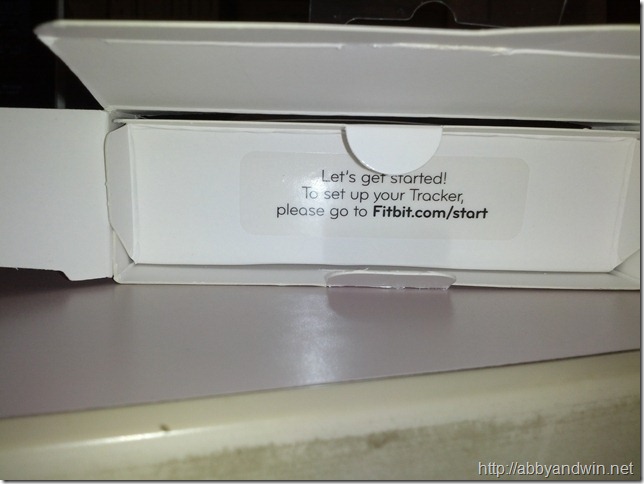 Let's get started!
To set up your Tracker,
please go to Fitbit.com/start
http://abbyandwin.net